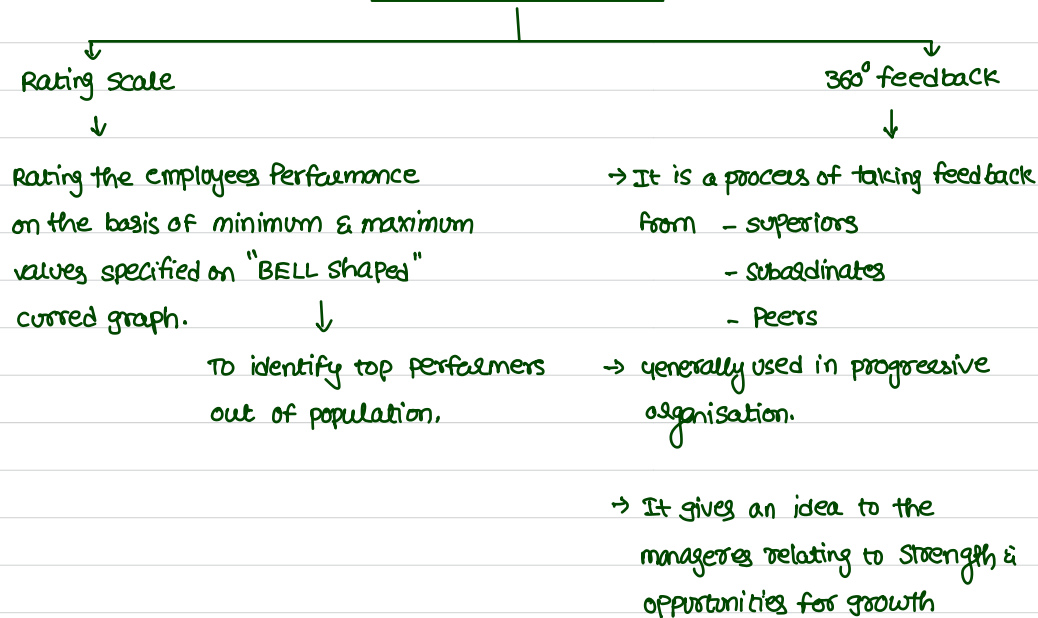 Rating Scale
Rating the employees Performance
on the basis of minimum & maximum
values specified on "BELL Shaped"
curved graph.
To identify top performers
out of population.
360° feedback
→ It is a process of taking feedback
from - superiors
- subordinates
- Peers
→ Generally used in progressive
organisation.
→ It gives an idea to the
manageres relating to Strength &
oppurtunities for growth